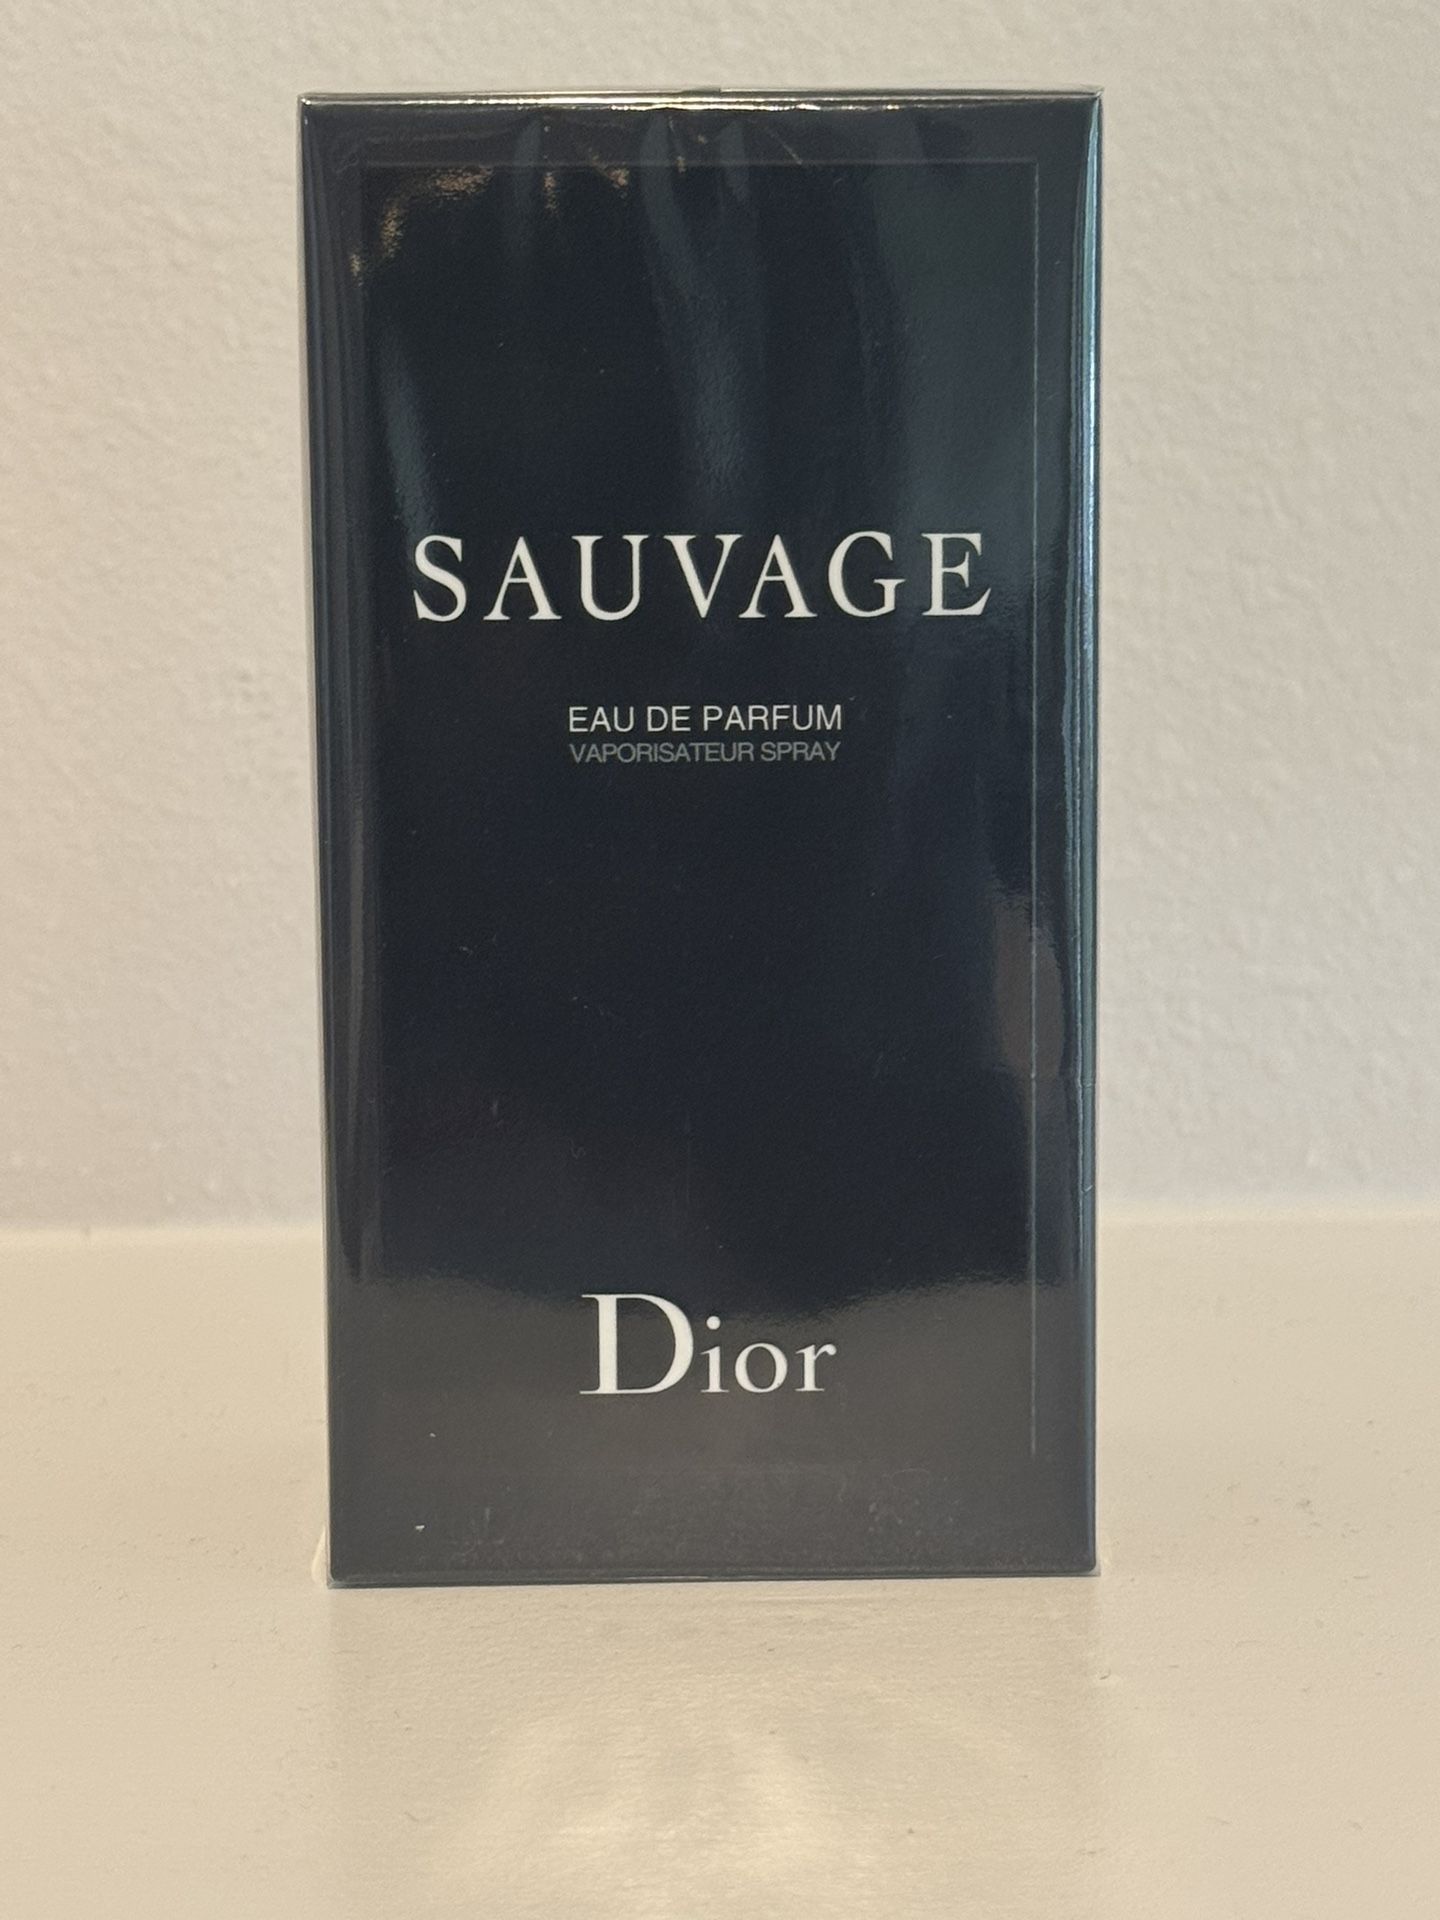 SAUVAGE
EAU DE PARFUM
VAPORISATEUR SPRAY
Dior